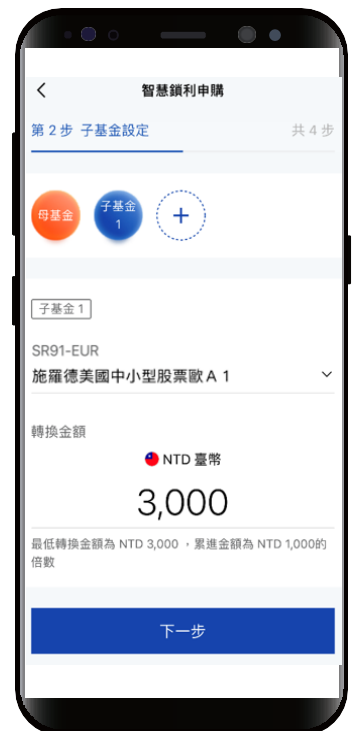 智慧鎖利申購
第 2 步 子基金設定
共 4 步
母基金
子基金
1
+
子基金 1
SR91-EUR
施羅德美國中小型股票歐 A 1
轉換金額
NTD 臺幣
3,000
最低轉換金額為 NTD 3,000 ，累進金額為 NTD 1,000的
倍數
下一步